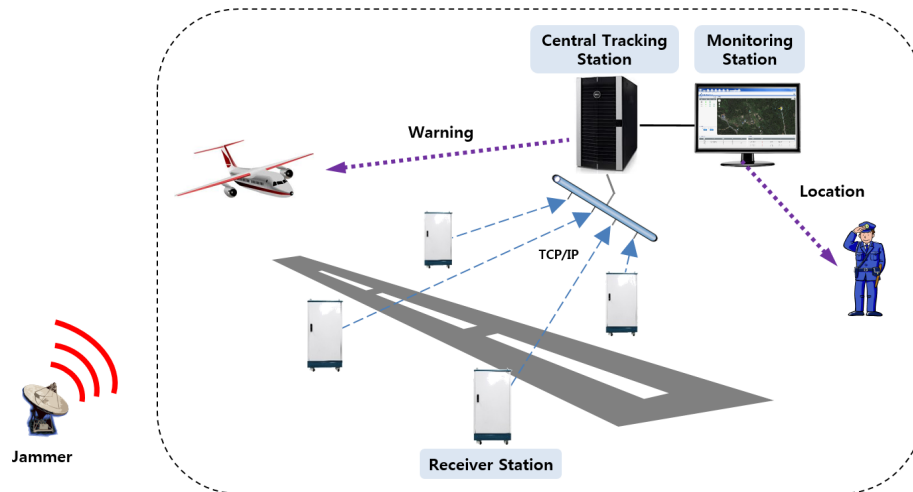 Central Tracking
Station
Monitoring
Station
Warning
Location
TCP/IP
Jammer
Receiver Station